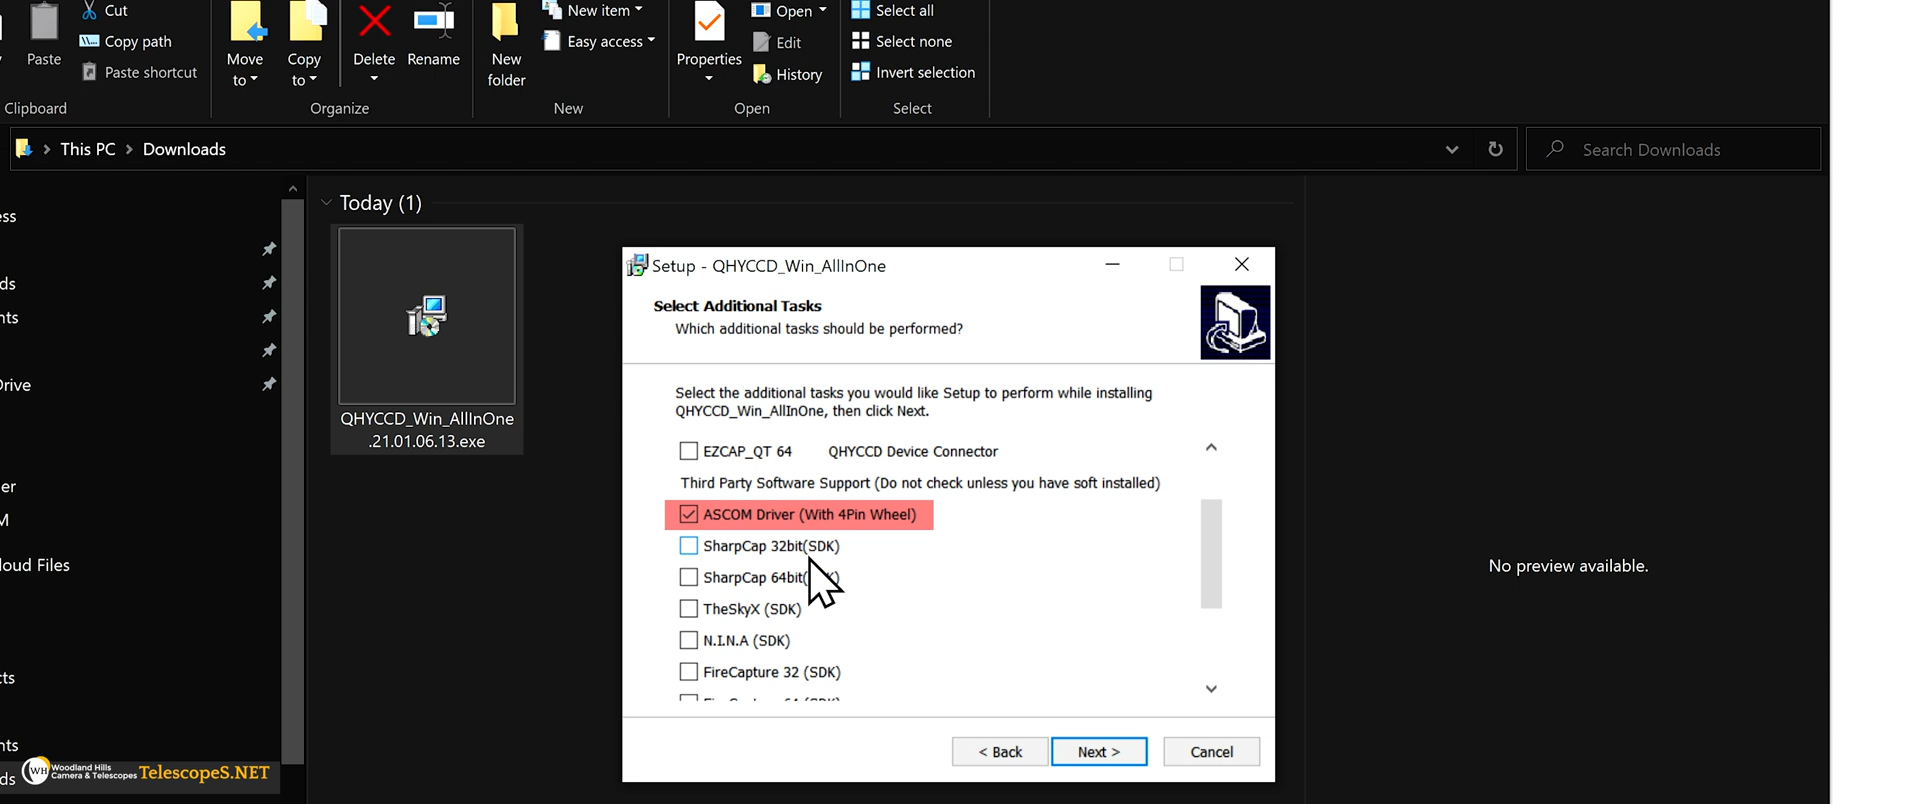 Cut
Copy path
Paste shortcut
Paste
Clipboard
Move
to
Copy
to
Delete
Rename
Organize
New item
Easy access
New
folder
New
Properties
Open
Edit
History
Open
Select all
Select none
Invert selection
Select
This PC > Downloads
Search Downloads
ess
ds
nts
Drive
er
M
loud Files
cts
nts
ds
Today (1)
QHYCCD_Win_AllInOne
.21.01.06.13.exe
Setup - QHYCCD_Win_AllInOne
Select Additional Tasks
Which additional tasks should be performed?
Select the additional tasks you would like Setup to perform while installing
QHYCCD_Win_AllInOne, then click Next.
EZCAP_QT 64 QHYCCD Device Connector
Third Party Software Support (Do not check unless you have soft installed)
ASCOM Driver (With 4Pin Wheel)
SharpCap 32bit(SDK)
SharpCap 64bit(
TheSkyX (SDK)
N.I.N.A (SDK)
FireCapture 32 (SDK)
< Back
Next >
Cancel
No preview available.
WH
Woodland Hills
Camera & Telescopes
TelescopeS.NET